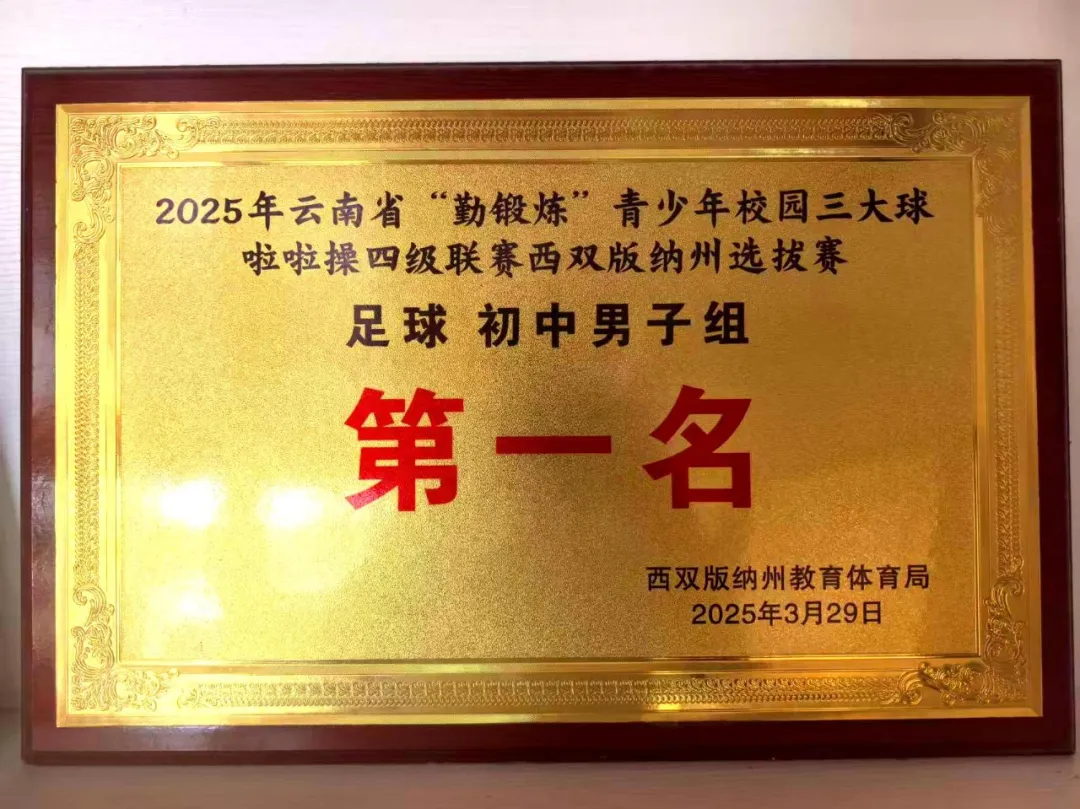 2025年云南省“勤锻炼”青少年校园三大球
啦啦操四级联赛西双版纳州选拔赛
足球 初中男子组
第一名
西双版纳州教育体育局
2025年3月29日